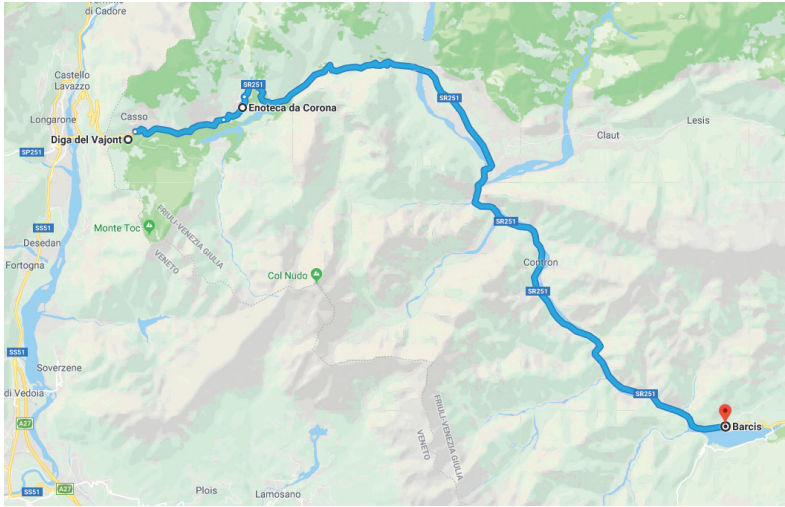 Termine
di Cadore
Castello
Lavazzo
SR251
Enoteca da Corona
SR251
Casso
Longarone
Lesis
Claut
Diga del Vajont
SP251
FRIULI-VENEZIA GIULIA
VENETO
SR251
Monte Toc
SS51
Desedan
Fortogna
Contron
Col Nudo
SR251
SS51
Soverzene
di Vedoia
SR251
FRIULI-VENEZIA GIULIA
VENETO
Barcis
A27
Plois
Lamosano
SS51
A27